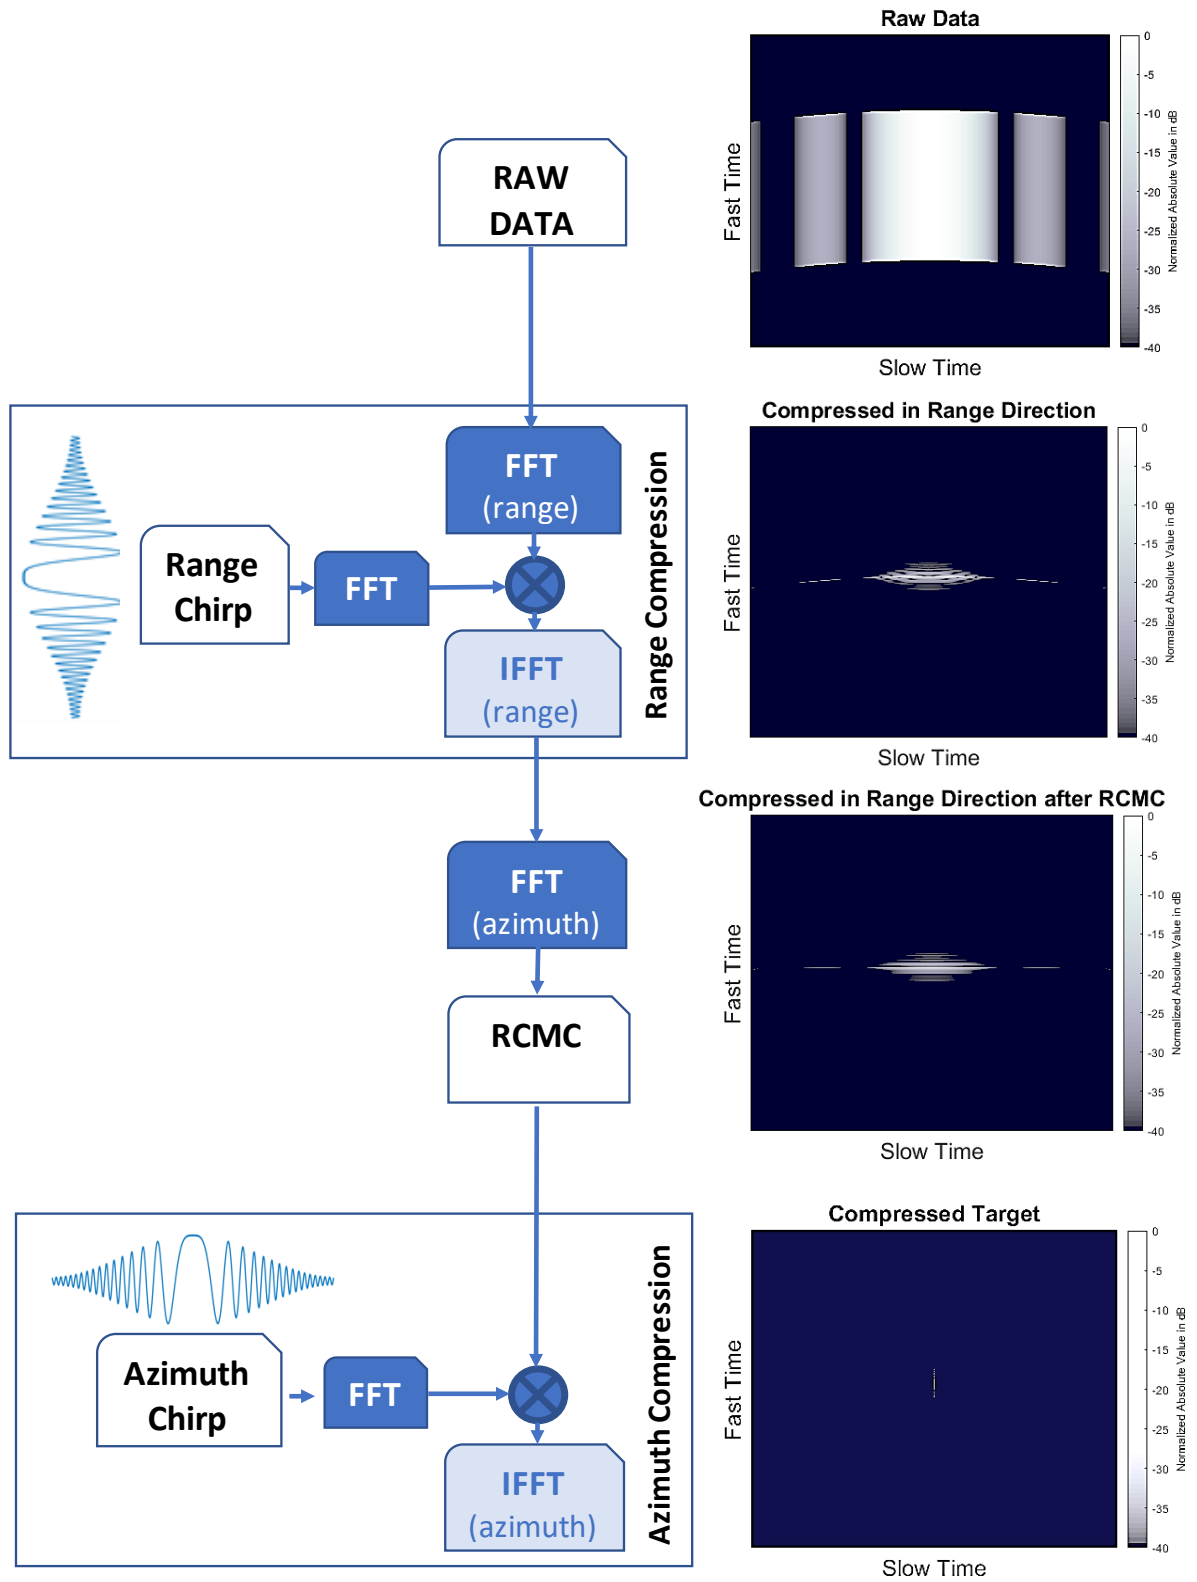 RAW
DATA
FFT
(range)
Range
Chirp
FFT
IFFT
(range)
Range Compression
FFT
(azimuth)
RCMC
Azimuth
Chirp
FFT
IFFT
(azimuth)
Azimuth Compression
Raw Data
Fast Time
Slow Time
0
-5
-10
-15
-20
-25
-30
-35
-40
Normalized Absolute Value in dB
Compressed in Range Direction
Fast Time
Slow Time
0
-5
-10
-15
-20
-25
-30
-35
-40
Normalized Absolute Value in dB
Compressed in Range Direction after RCMC
Fast Time
Slow Time
0
-5
-10
-15
-20
-25
-30
-35
-40
Normalized Absolute Value in dB
Compressed Target
Fast Time
Slow Time
0
-5
-10
-15
-20
-25
-30
-35
-40
Normalized Absolute Value in dB